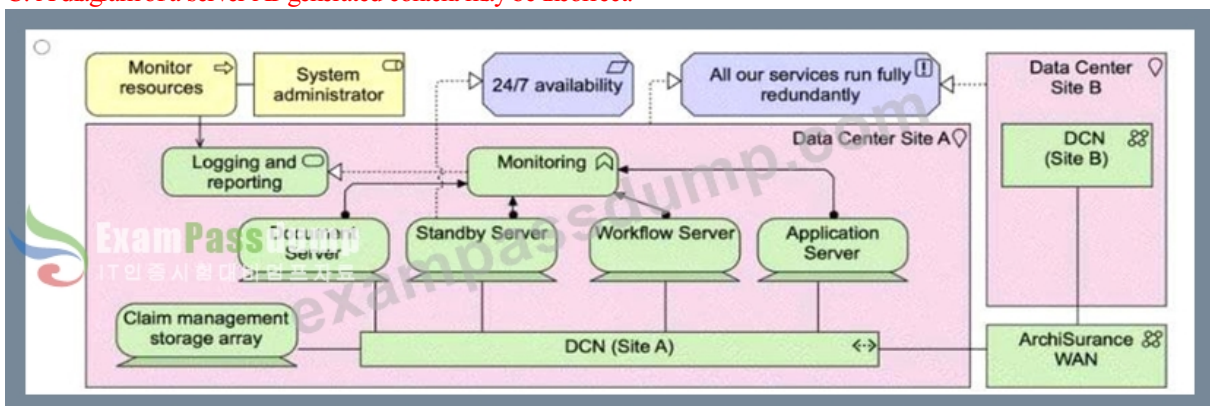 Monitor
resources
System
administrator
24/7 availability
All our services run fully
redundantly
Data Center
Site B
DCN
(Site B)
Data Center Site A
Logging and
reporting
Monitoring
Document
Server
Standby Server
Workflow Server
Application
Server
Claim management
storage array
DCN (Site A)
ArchiSurance
WAN
ExamPassDump
exampassdump.com